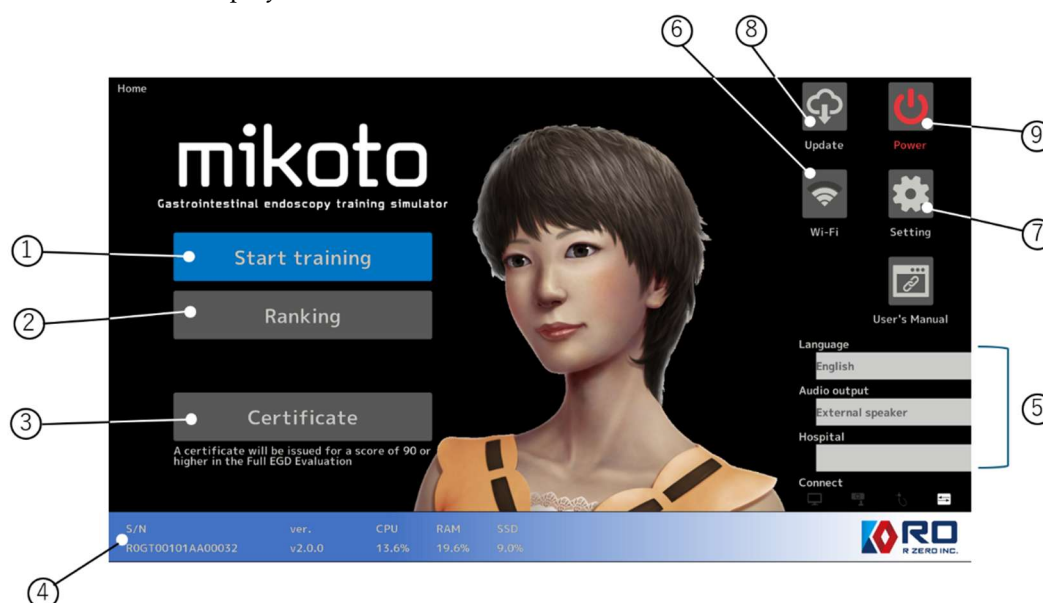 ⑥
⑧
Home
mikoto
Gastrointestinal endoscopy training simulator
Update
Power
⑨
Wi-Fi
Setting
⑦
① Start training
② Ranking
User's Manual
Language
English
Audio output
External speaker
⑤
Hospital
③ Certificate
A certificate will be issued for a score of 90 or
higher in the Full EGD Evaluation
Connect
S/N ver. CPU RAM SSD
R0GT00101AA00032 v2.0.0 13.6% 19.6% 9.0%
RO
R ZERO INC.
④